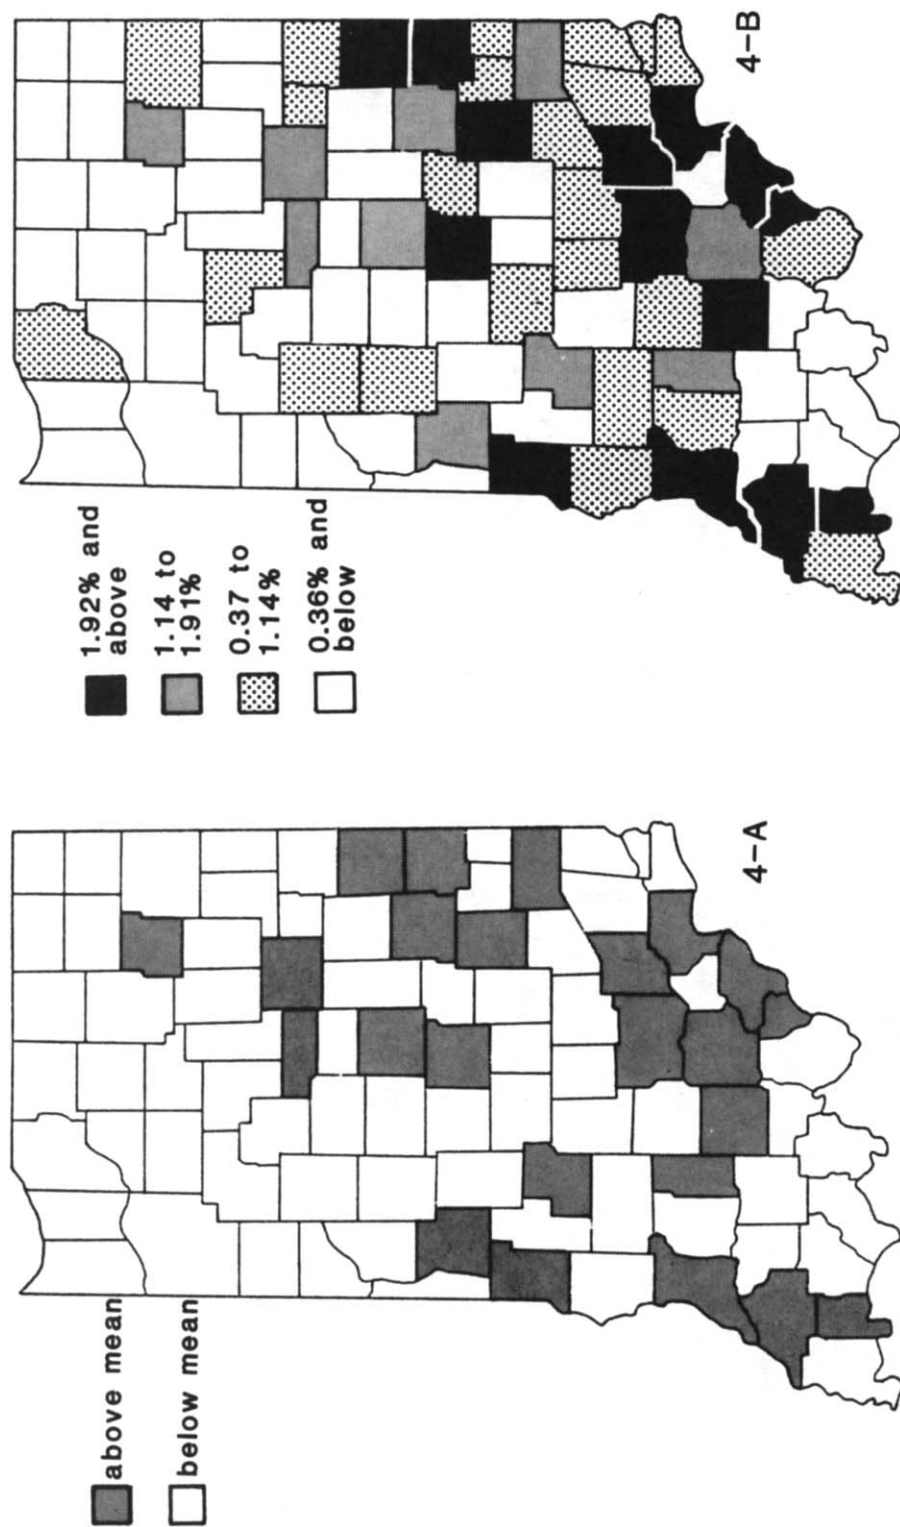 4-B
1.92% and
above
1.14 to
1.91%
0.37 to
1.14%
0.36% and
below
4-A
above mean
below mean